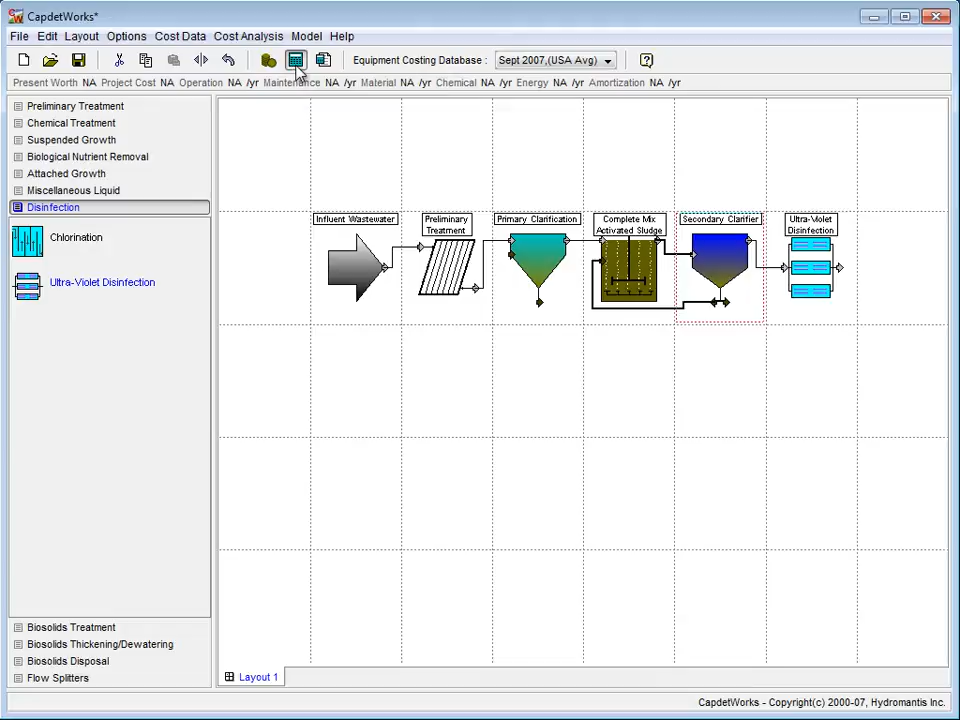 CapdetWorks*
File Edit Layout Options Cost Data Cost Analysis Model Help
Equipment Costing Database : Sept 2007,(USA Avg)
Present Worth NA Project Cost NA Operation NA /yr Maintenance NA /yr Material NA /yr Chemical NA /yr Energy NA /yr Amortization NA /yr
Preliminary Treatment
Chemical Treatment
Suspended Growth
Biological Nutrient Removal
Attached Growth
Miscellaneous Liquid
Disinfection
Chlorination
Ultra-Violet Disinfection
Biosolids Treatment
Biosolids Thickening/Dewatering
Biosolids Disposal
Flow Splitters
Influent Wastewater
Preliminary
Treatment
Primary Clarification
Complete Mix
Activated Sludge
Secondary Clarifier
Ultra-Violet
Disinfection
Layout 1
CapdetWorks - Copyright(c) 2000-07, Hydromantis Inc.